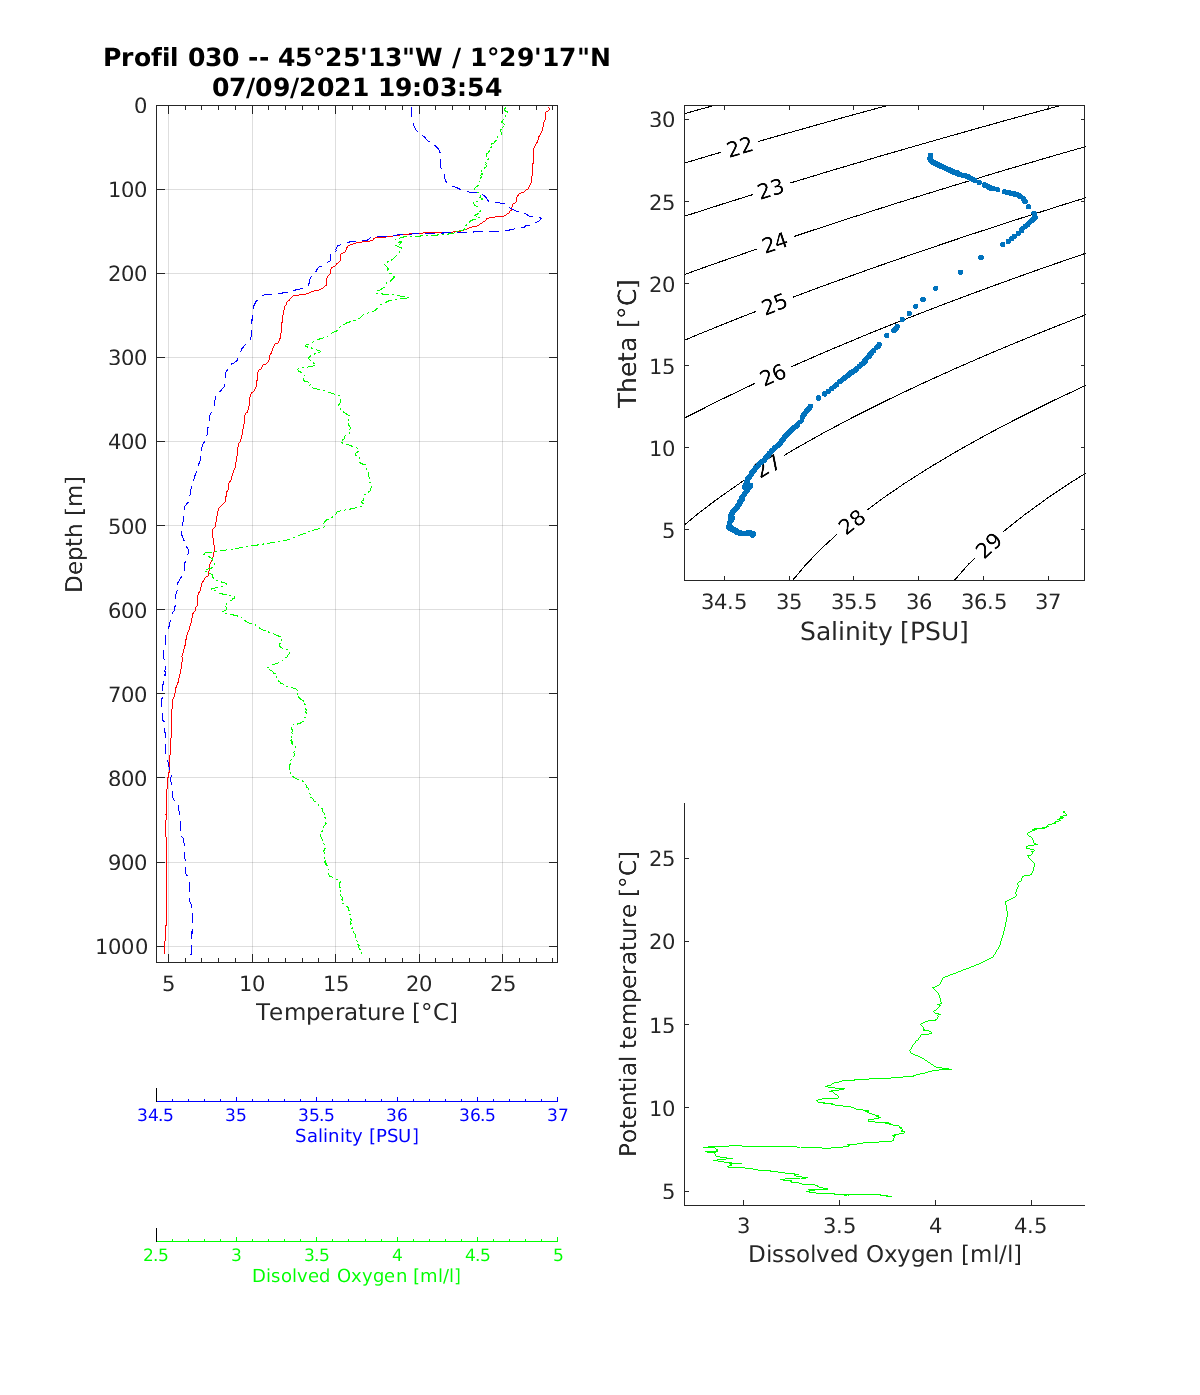 Profil 030 -- 45°25'13"W / 1°29'17"N
07/09/2021 19:03:54
0
100
200
300
400
500
600
700
800
900
1000
Depth [m]
5 10 15 20 25
Temperature [°C]
34.5 35 35.5 36 36.5 37
Salinity [PSU]
2.5 3 3.5 4 4.5 5
Disolved Oxygen [ml/l]
30
25
20
15
10
5
Theta [°C]
22
23
24
25
26
27
28
29
34.5 35 35.5 36 36.5 37
Salinity [PSU]
25
20
15
10
5
Potential temperature [°C]
3 3.5 4 4.5
Dissolved Oxygen [ml/l]